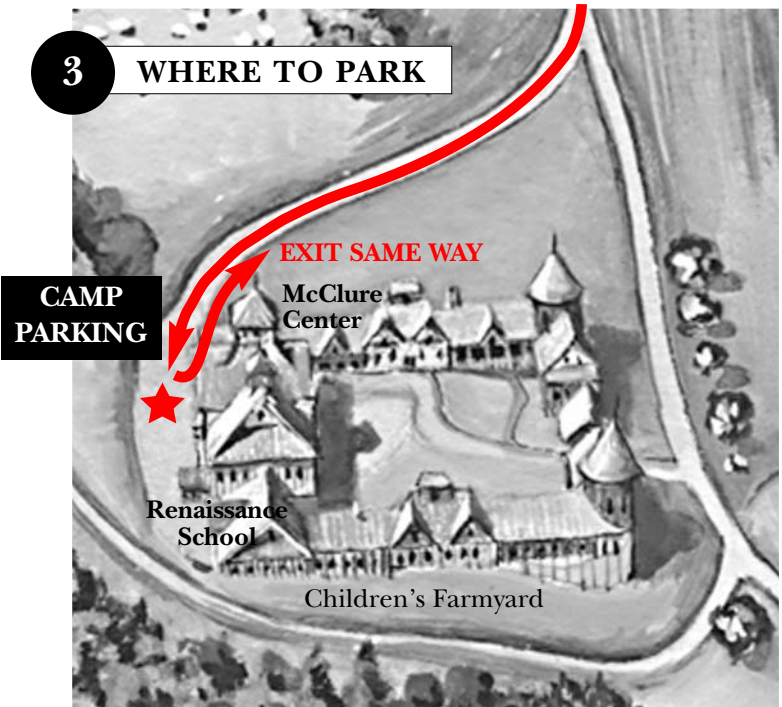 3
WHERE TO PARK
EXIT SAME WAY
McClure
Center
CAMP
PARKING
Renaissance
School
Children’s Farmyard